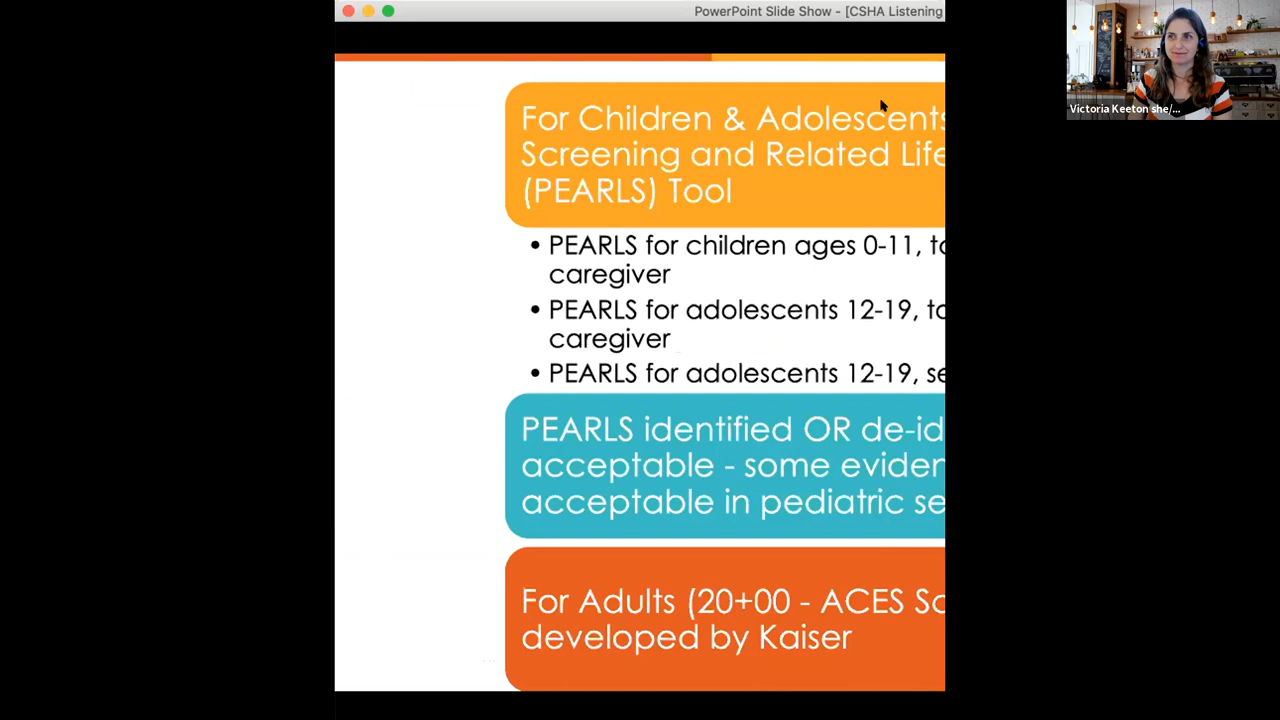 PowerPoint Slide Show - [CSHA Listening
Victoria Keeton she/...
For Children & Adolescents
Screening and Related Life
(PEARLS) Tool
• PEARLS for children ages 0-11, to
caregiver
• PEARLS for adolescents 12-19, to
caregiver
• PEARLS for adolescents 12-19, se
PEARLS identified OR de-id
acceptable - some eviden
acceptable in pediatric se
For Adults (20+00 - ACES Sc
developed by Kaiser